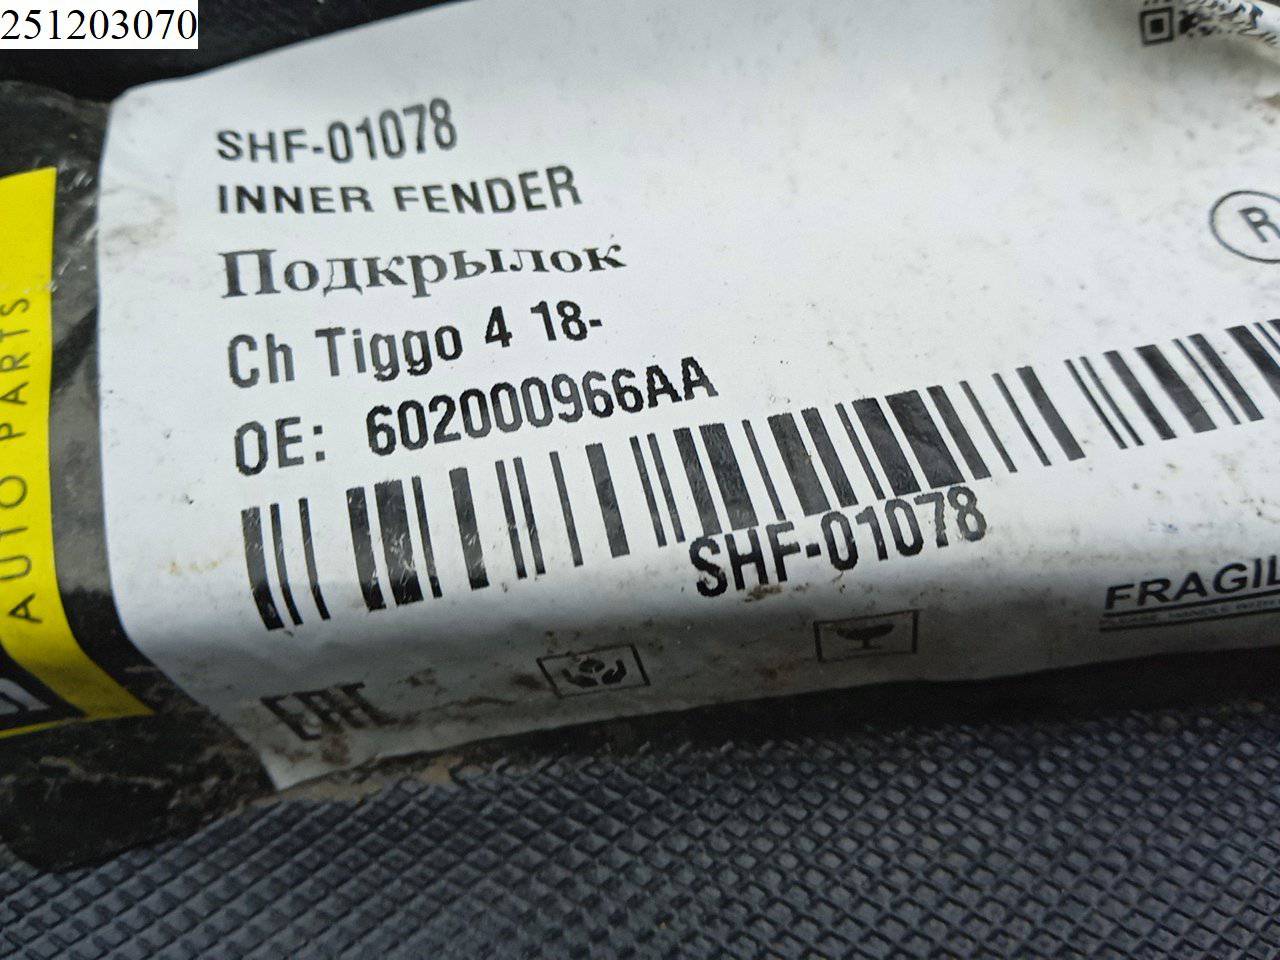 251203070
SHF-01078
INNER FENDER
Подкрылок
Ch Tiggo 4 18-
OE: 602000966AA
SHF-01078
R
FRAGIL
EAC
AUTO PARTS